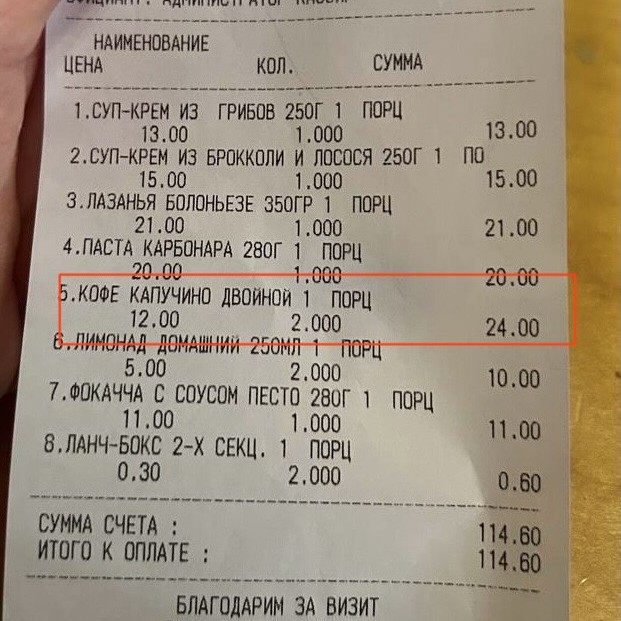 ОФИЦИАНТ: АДМИНИСТРАТОР
НАИМЕНОВАНИЕ
ЦЕНА КОЛ. СУММА
1.СУП-КРЕМ ИЗ ГРИБОВ 250Г 1 ПОРЦ
13.00 1.000 13.00
2.СУП-КРЕМ ИЗ БРОККОЛИ И ЛОСОСЯ 250Г 1 ПО
15.00 1.000 15.00
3.ЛАЗАНЬЯ БОЛОНЬЕЗЕ 350ГР 1 ПОРЦ
21.00 1.000 21.00
4.ПАСТА КАРБОНАРА 280Г 1 ПОРЦ
20.00 1.000 20.00
5.КОФЕ КАПУЧИНО ДВОЙНОЙ 1 ПОРЦ
12.00 2.000 24.00
6.ЛИМОНАД ДОМАШНИЙ 250МЛ 1 ПОРЦ
5.00 2.000 10.00
7.ФОКАЧЧА С СОУСОМ ПЕСТО 280Г 1 ПОРЦ
11.00 1.000 11.00
8.ЛАНЧ-БОКС 2-Х СЕКЦ. 1 ПОРЦ
0.30 2.000 0.60
СУММА СЧЕТА : 114.60
ИТОГО К ОПЛАТЕ : 114.60
БЛАГОДАРИМ ЗА ВИЗИТ